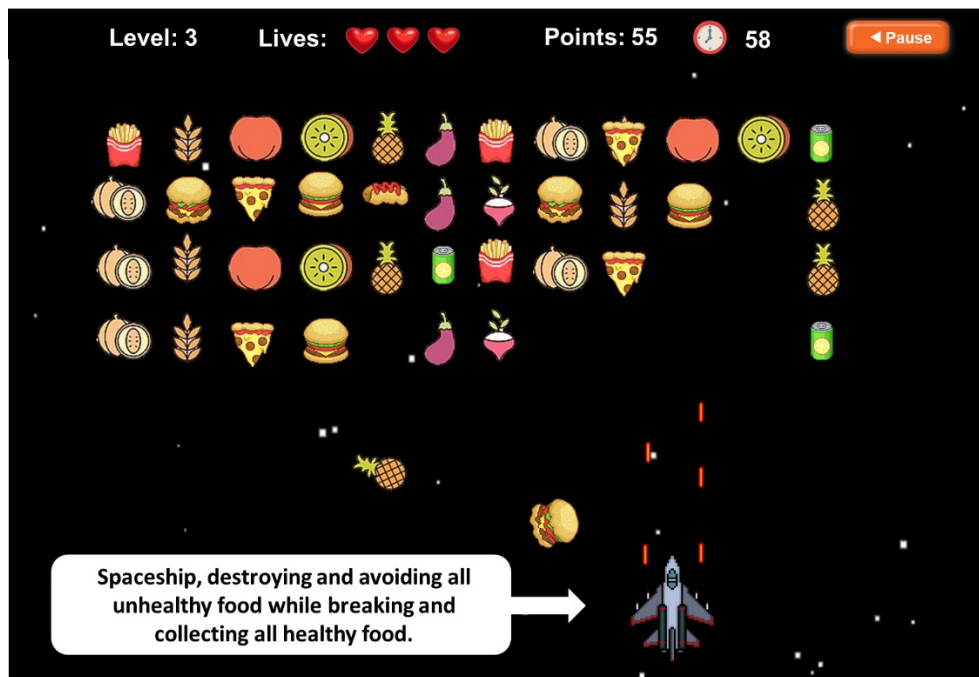 Level: 3 Lives: Points: 55 58 Pause
Spaceship, destroying and avoiding all
unhealthy food while breaking and
collecting all healthy food.